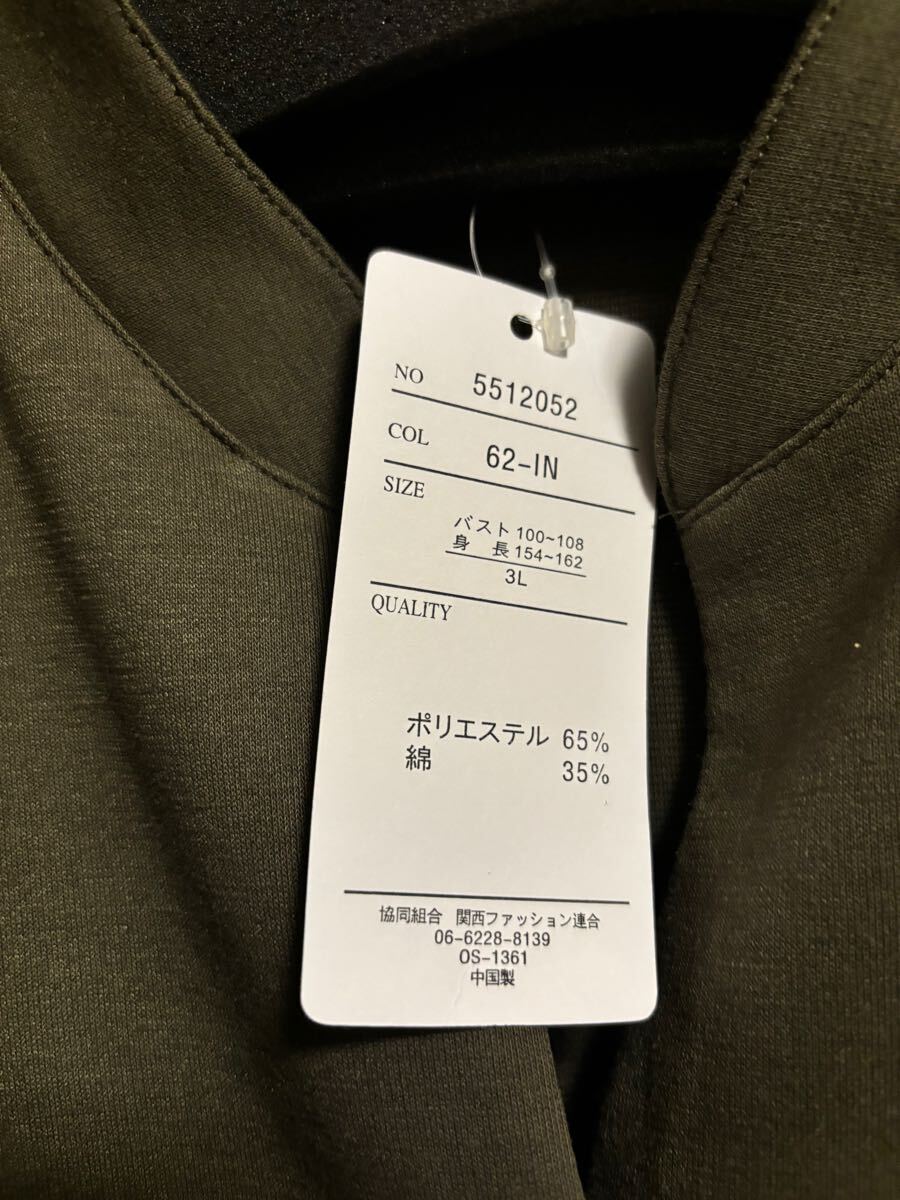 NO 5512052
COL 62-IN
SIZE
バスト 100~108
身 長 154~162
3L
QUALITY
ポリエステル 65%
綿 35%
協同組合 関西ファッション連合
06-6228-8139
OS-1361
中国製